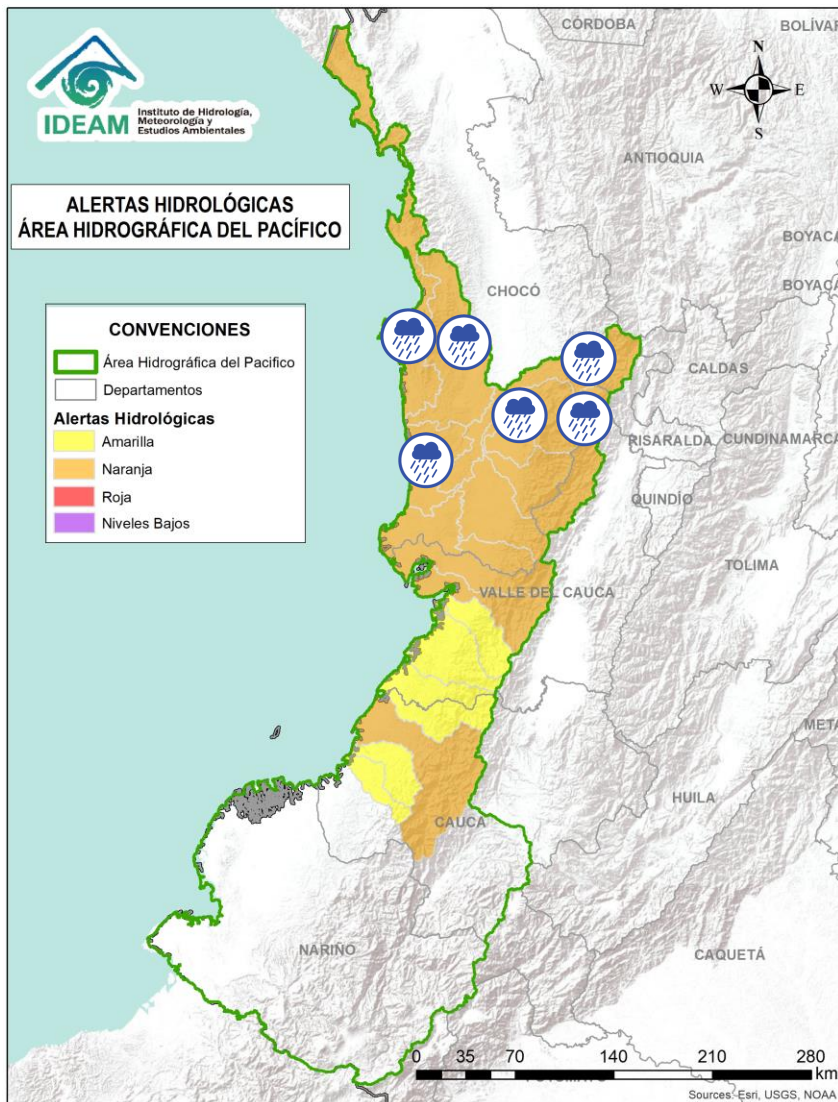 CÓRDOBA
BOLÍVAR
N
W
E
S
IDEAM
Instituto de Hidrología,
Meteorología y
Estudios Ambientales
ANTIOQUIA
ALERTAS HIDROLÓGICAS
ÁREA HIDROGRÁFICA DEL PACÍFICO
BOYACÁ
BOYACÁ
CHOCÓ
CONVENCIONES
Área Hidrográfica del Pacifico
Departamentos
Alertas Hidrológicas
Amarilla
Naranja
Roja
Niveles Bajos
CALDAS
RISARALDA
CUNDINAMARCA
QUINDÍO
TOLIMA
VALLE DEL CAUCA
META
HUILA
CAUCA
NARIÑO
CAQUETÁ
0 35 70 140 210 280
km
Sources: Esri, USGS, NOAA